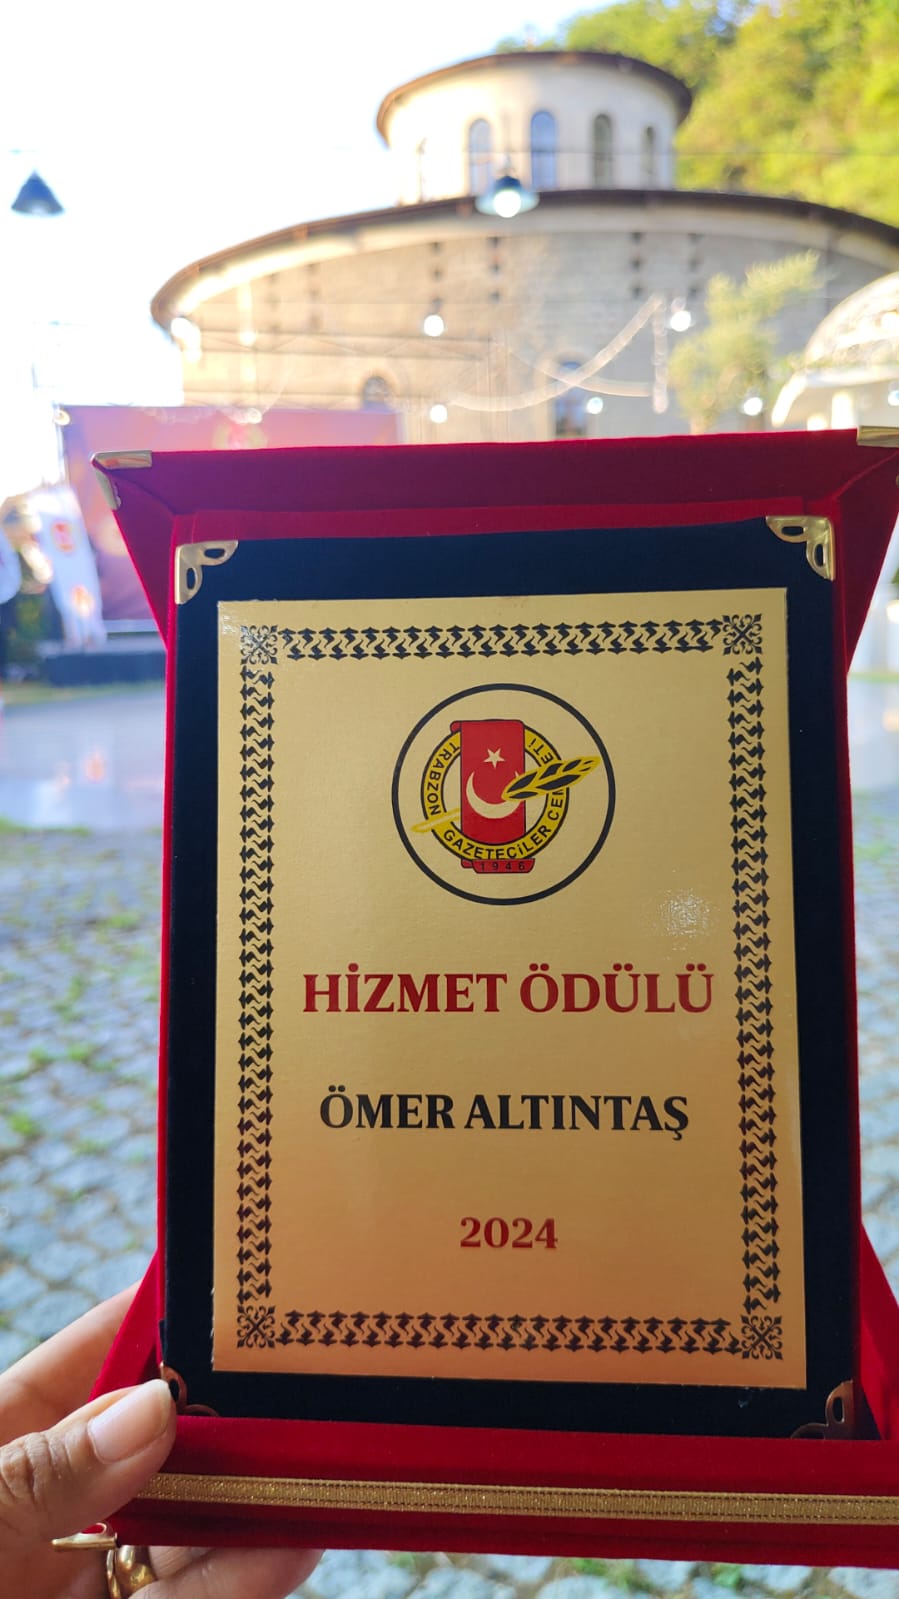 TRABZON GAZETECİLER CEMİYETİ
1946
HİZMET ÖDÜLÜ
ÖMER ALTINTAŞ
2024